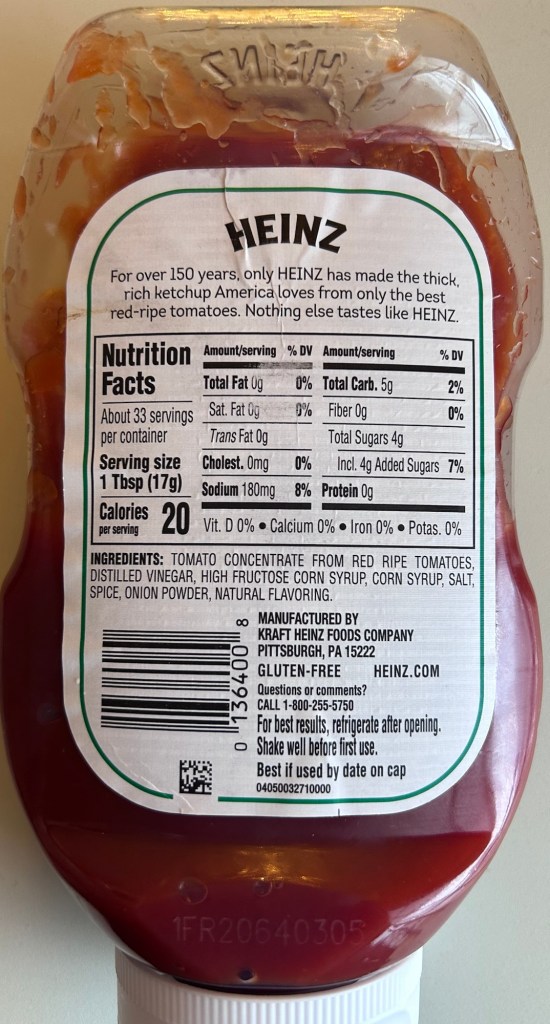 HEINZ
HEINZ
For over 150 years, only HEINZ has made the thick,
rich ketchup America loves from only the best
red-ripe tomatoes. Nothing else tastes like HEINZ.
Nutrition
Facts
About 33 servings
per container
Serving size
1 Tbsp (17g)
Calories
per serving
20
Amount/serving % DV
Total Fat 0g 0%
Sat. Fat 0g 0%
Trans Fat 0g
Cholest. 0mg 0%
Sodium 180mg 8%
Amount/serving % DV
Total Carb. 5g 2%
Fiber 0g 0%
Total Sugars 4g
Incl. 4g Added Sugars 7%
Protein 0g
Vit. D 0% • Calcium 0% • Iron 0% • Potas. 0%
INGREDIENTS: TOMATO CONCENTRATE FROM RED RIPE TOMATOES,
DISTILLED VINEGAR, HIGH FRUCTOSE CORN SYRUP, CORN SYRUP, SALT,
SPICE, ONION POWDER, NATURAL FLAVORING.
0 136400 8
MANUFACTURED BY
KRAFT HEINZ FOODS COMPANY
PITTSBURGH, PA 15222
GLUTEN-FREE HEINZ.COM
Questions or comments?
CALL 1-800-255-5750
For best results, refrigerate after opening.
Shake well before first use.
Best if used by date on cap
04050032710000
1FR20640305